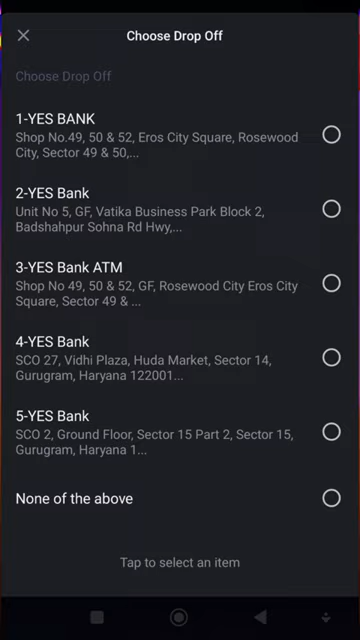 Choose Drop Off
Choose Drop Off
1-YES BANK
Shop No.49, 50 & 52, Eros City Square, Rosewood
City, Sector 49 & 50,...
2-YES Bank
Unit No 5, GF, Vatika Business Park Block 2,
Badshahpur Sohna Rd Hwy,...
3-YES Bank ATM
Shop No 49, 50 & 52, GF, Rosewood City Eros City
Square, Sector 49 & ...
4-YES Bank
SCO 27, Vidhi Plaza, Huda Market, Sector 14,
Gurugram, Haryana 122001...
5-YES Bank
SCO 2, Ground Floor, Sector 15 Part 2, Sector 15,
Gurugram, Haryana 1...
None of the above
Tap to select an item